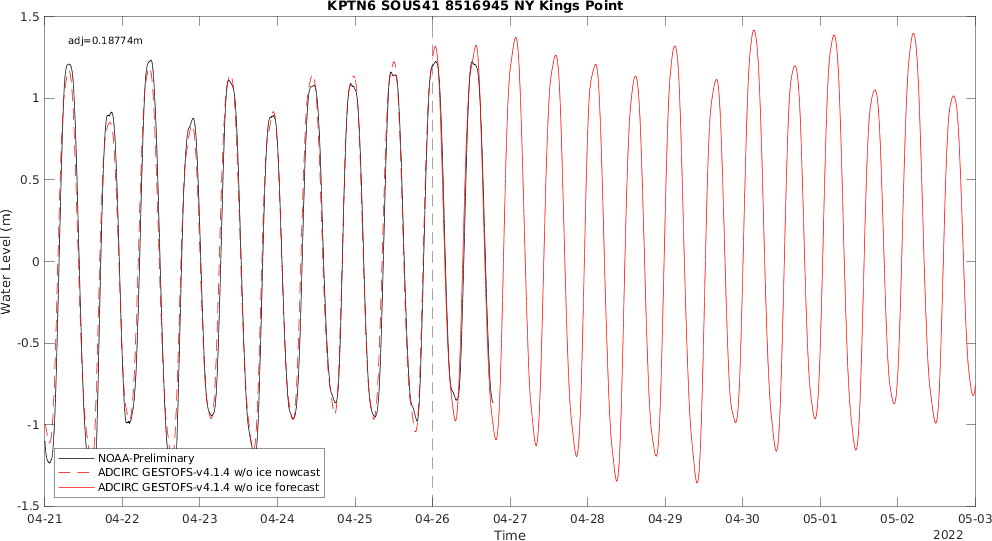 KPTN6 SOUS41 8516945 NY Kings Point
adj=0.18774m
1.5
1
0.5
0
-0.5
-1
-1.5
Water Level (m)
NOAA-Preliminary
ADCIRC GESTOFS-v4.1.4 w/o ice nowcast
ADCIRC GESTOFS-v4.1.4 w/o ice forecast
04-21 04-22 04-23 04-24 04-25 04-26 04-27 04-28 04-29 04-30 05-01 05-02 05-03
Time
2022